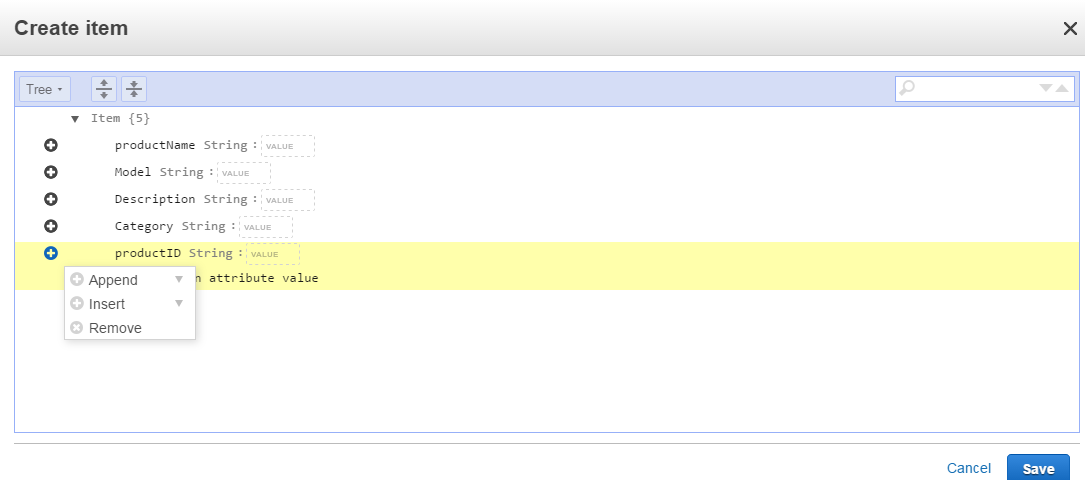 Create item
Tree
Item {5}
productName String : VALUE
Model String : VALUE
Description String : VALUE
Category String : VALUE
productID String : VALUE
Append
attribute value
Insert
Remove
Cancel
Save